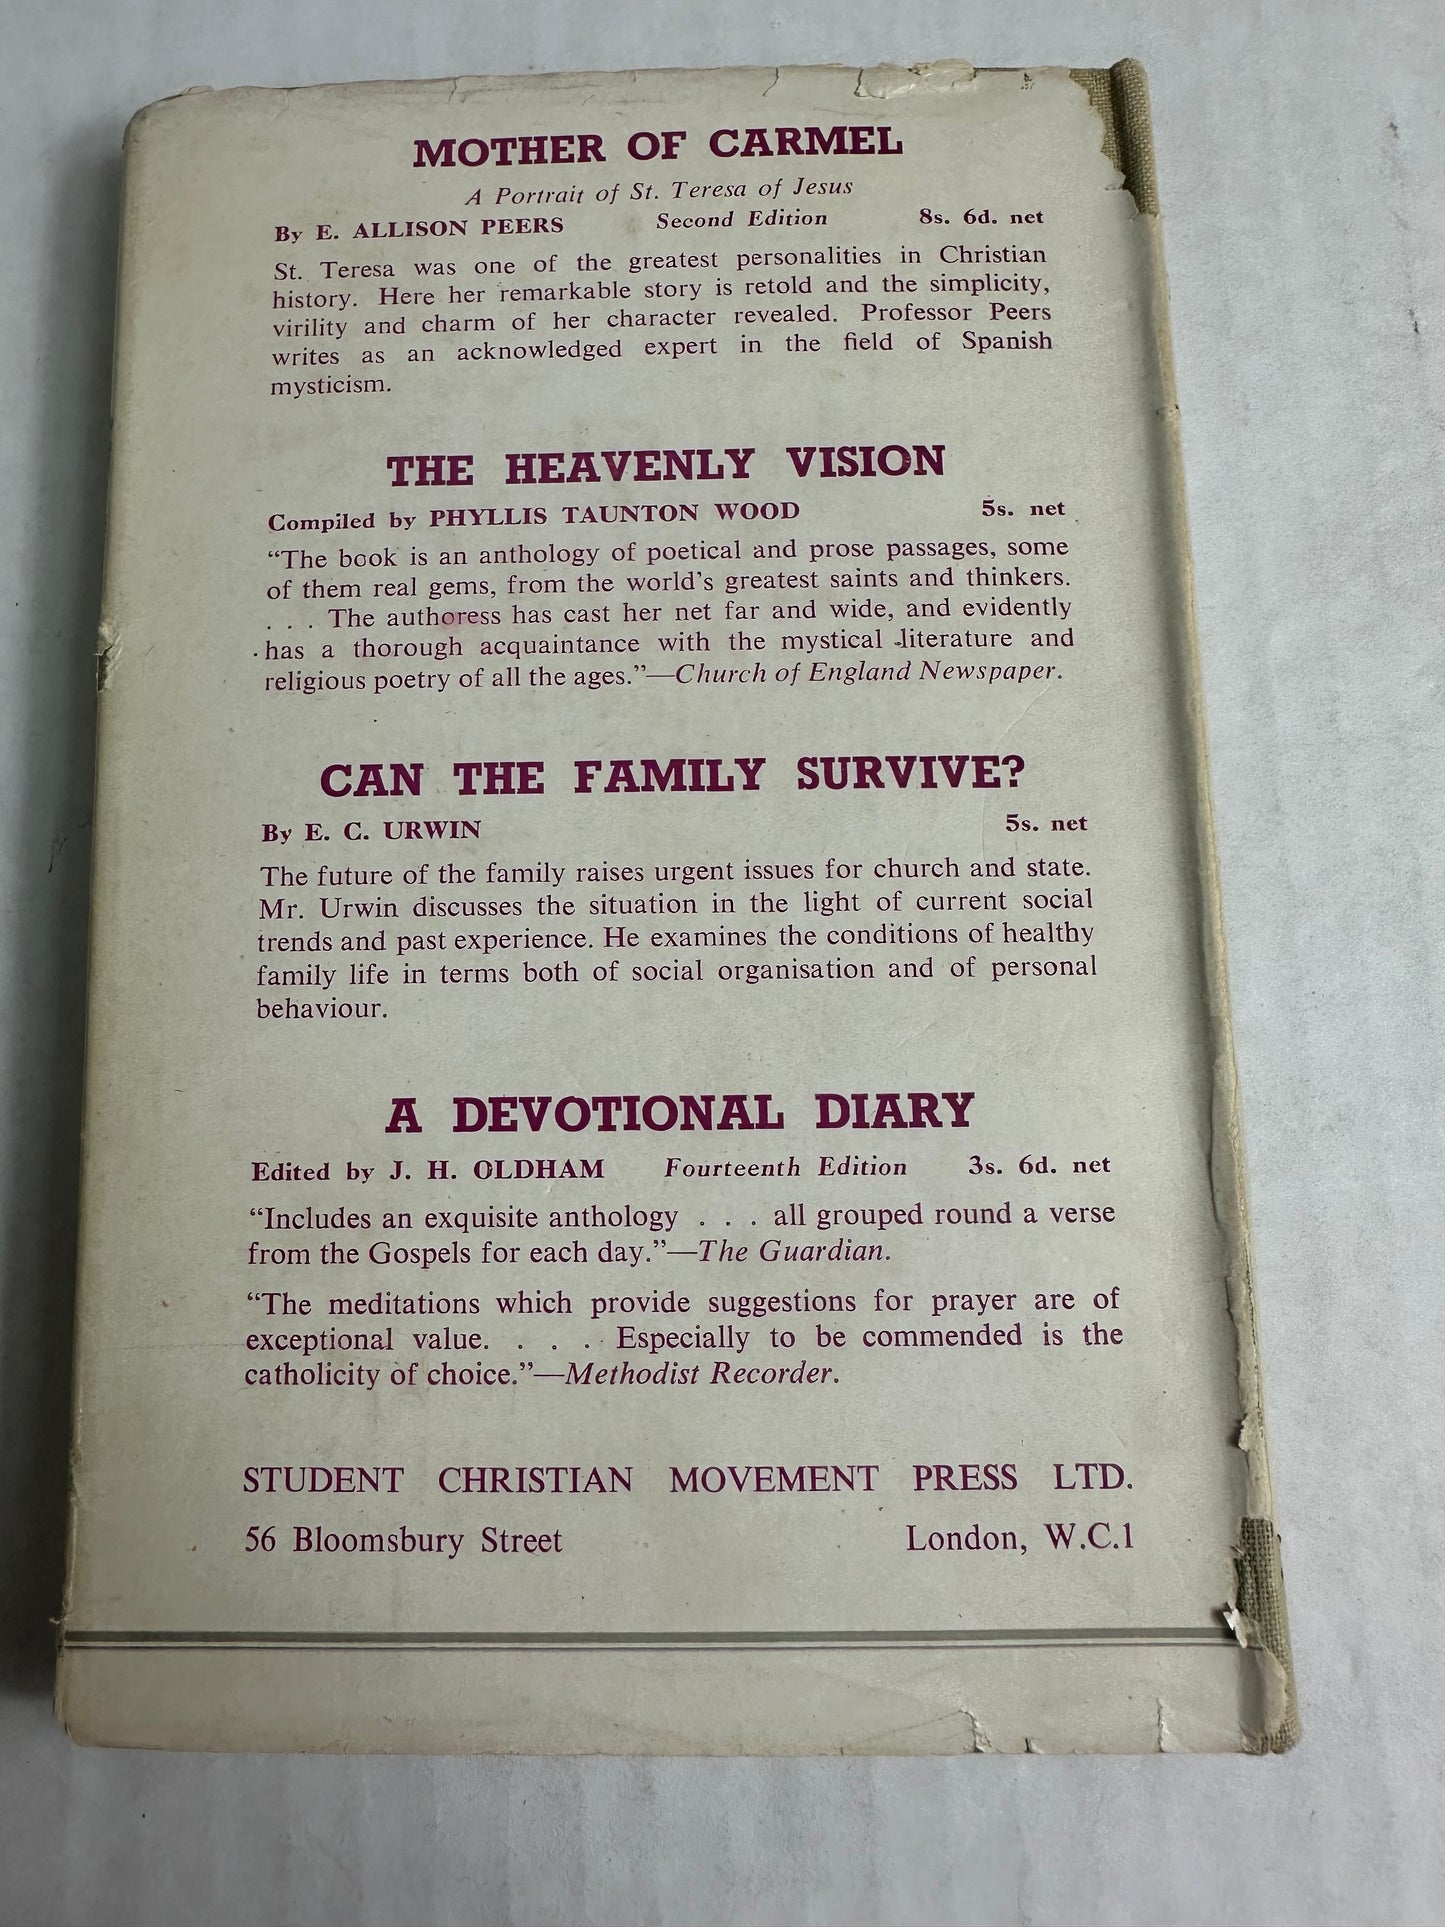 MOTHER OF CARMEL
A Portrait of St. Teresa of Jesus
By E. ALLISON PEERS Second Edition 8s. 6d. net
St. Teresa was one of the greatest personalities in Christian
history. Here her remarkable story is retold and the simplicity,
virility and charm of her character revealed. Professor Peers
writes as an acknowledged expert in the field of Spanish
mysticism.
THE HEAVENLY VISION
Compiled by PHYLLIS TAUNTON WOOD 5s. net
“The book is an anthology of poetical and prose passages, some
of them real gems, from the world’s greatest saints and thinkers.
. . . The authoress has cast her net far and wide, and evidently
has a thorough acquaintance with the mystical literature and
religious poetry of all the ages.”—Church of England Newspaper.
CAN THE FAMILY SURVIVE?
By E. C. URWIN 5s. net
The future of the family raises urgent issues for church and state.
Mr. Urwin discusses the situation in the light of current social
trends and past experience. He examines the conditions of healthy
family life in terms both of social organisation and of personal
behaviour.
A DEVOTIONAL DIARY
Edited by J. H. OLDHAM Fourteenth Edition 3s. 6d. net
“Includes an exquisite anthology . . . all grouped round a verse
from the Gospels for each day.”—The Guardian.
“The meditations which provide suggestions for prayer are of
exceptional value. . . . Especially to be commended is the
catholicity of choice.”—Methodist Recorder.
STUDENT CHRISTIAN MOVEMENT PRESS LTD.
56 Bloomsbury Street London, W.C.1